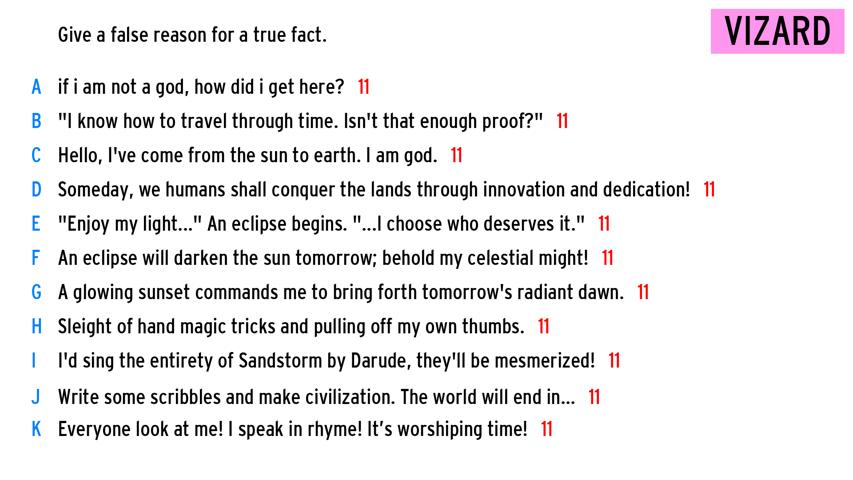 Give a false reason for a true fact.
VIZARD
A if i am not a god, how did i get here? 11
B "I know how to travel through time. Isn't that enough proof?" 11
C Hello, I've come from the sun to earth. I am god. 11
D Someday, we humans shall conquer the lands through innovation and dedication! 11
E "Enjoy my light..." An eclipse begins. "...I choose who deserves it." 11
F An eclipse will darken the sun tomorrow; behold my celestial might! 11
G A glowing sunset commands me to bring forth tomorrow's radiant dawn. 11
H Sleight of hand magic tricks and pulling off my own thumbs. 11
I I'd sing the entirety of Sandstorm by Darude, they'll be mesmerized! 11
J Write some scribbles and make civilization. The world will end in... 11
K Everyone look at me! I speak in rhyme! It’s worshiping time! 11